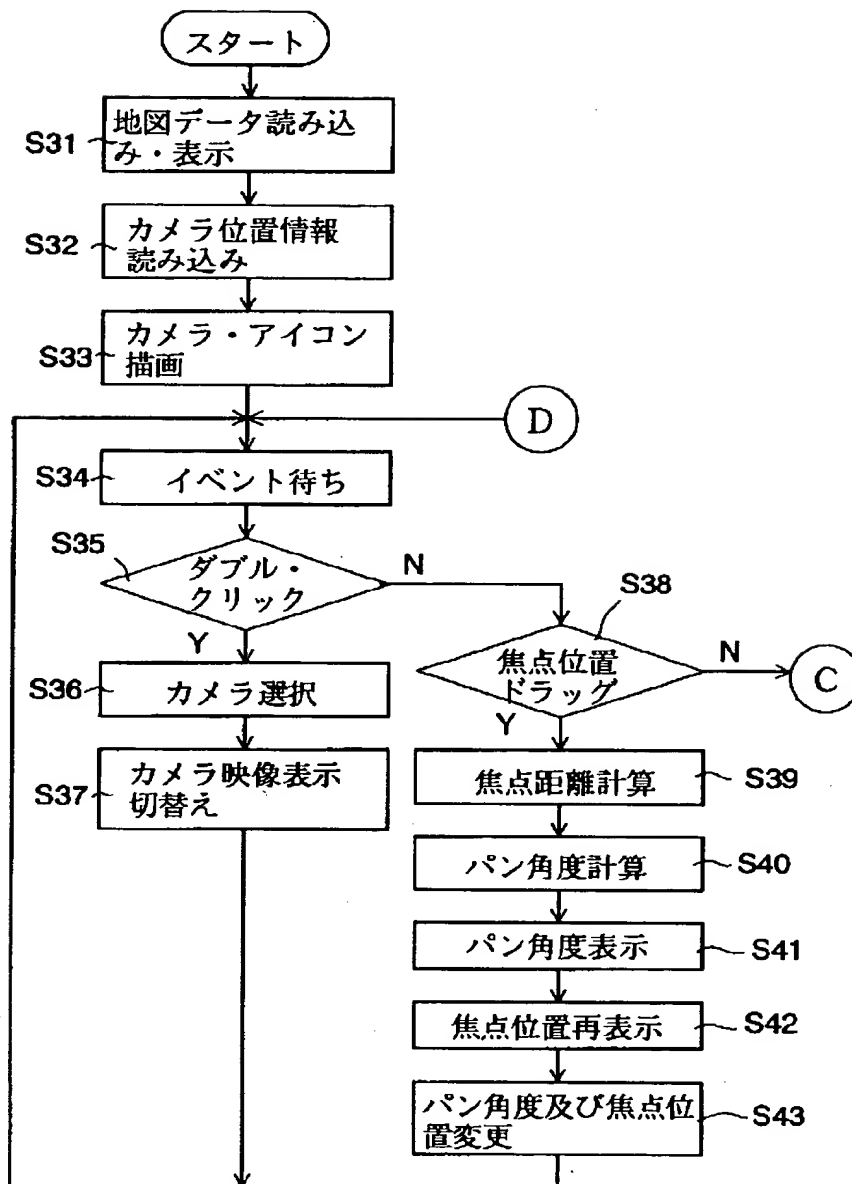 スタート
S31
地図データ読み込
み・表示
S32
カメラ位置情報
読み込み
S33
カメラ・アイコン
描画
D
S34
イベント待ち
S35
ダブル・
クリック
N
Y
S36
カメラ選択
S37
カメラ映像表示
切替え
S38
焦点位置
ドラッグ
N
C
Y
焦点距離計算
S39
パン角度計算
S40
パン角度表示
S41
焦点位置再表示
S42
パン角度及び焦点位
置変更
S43